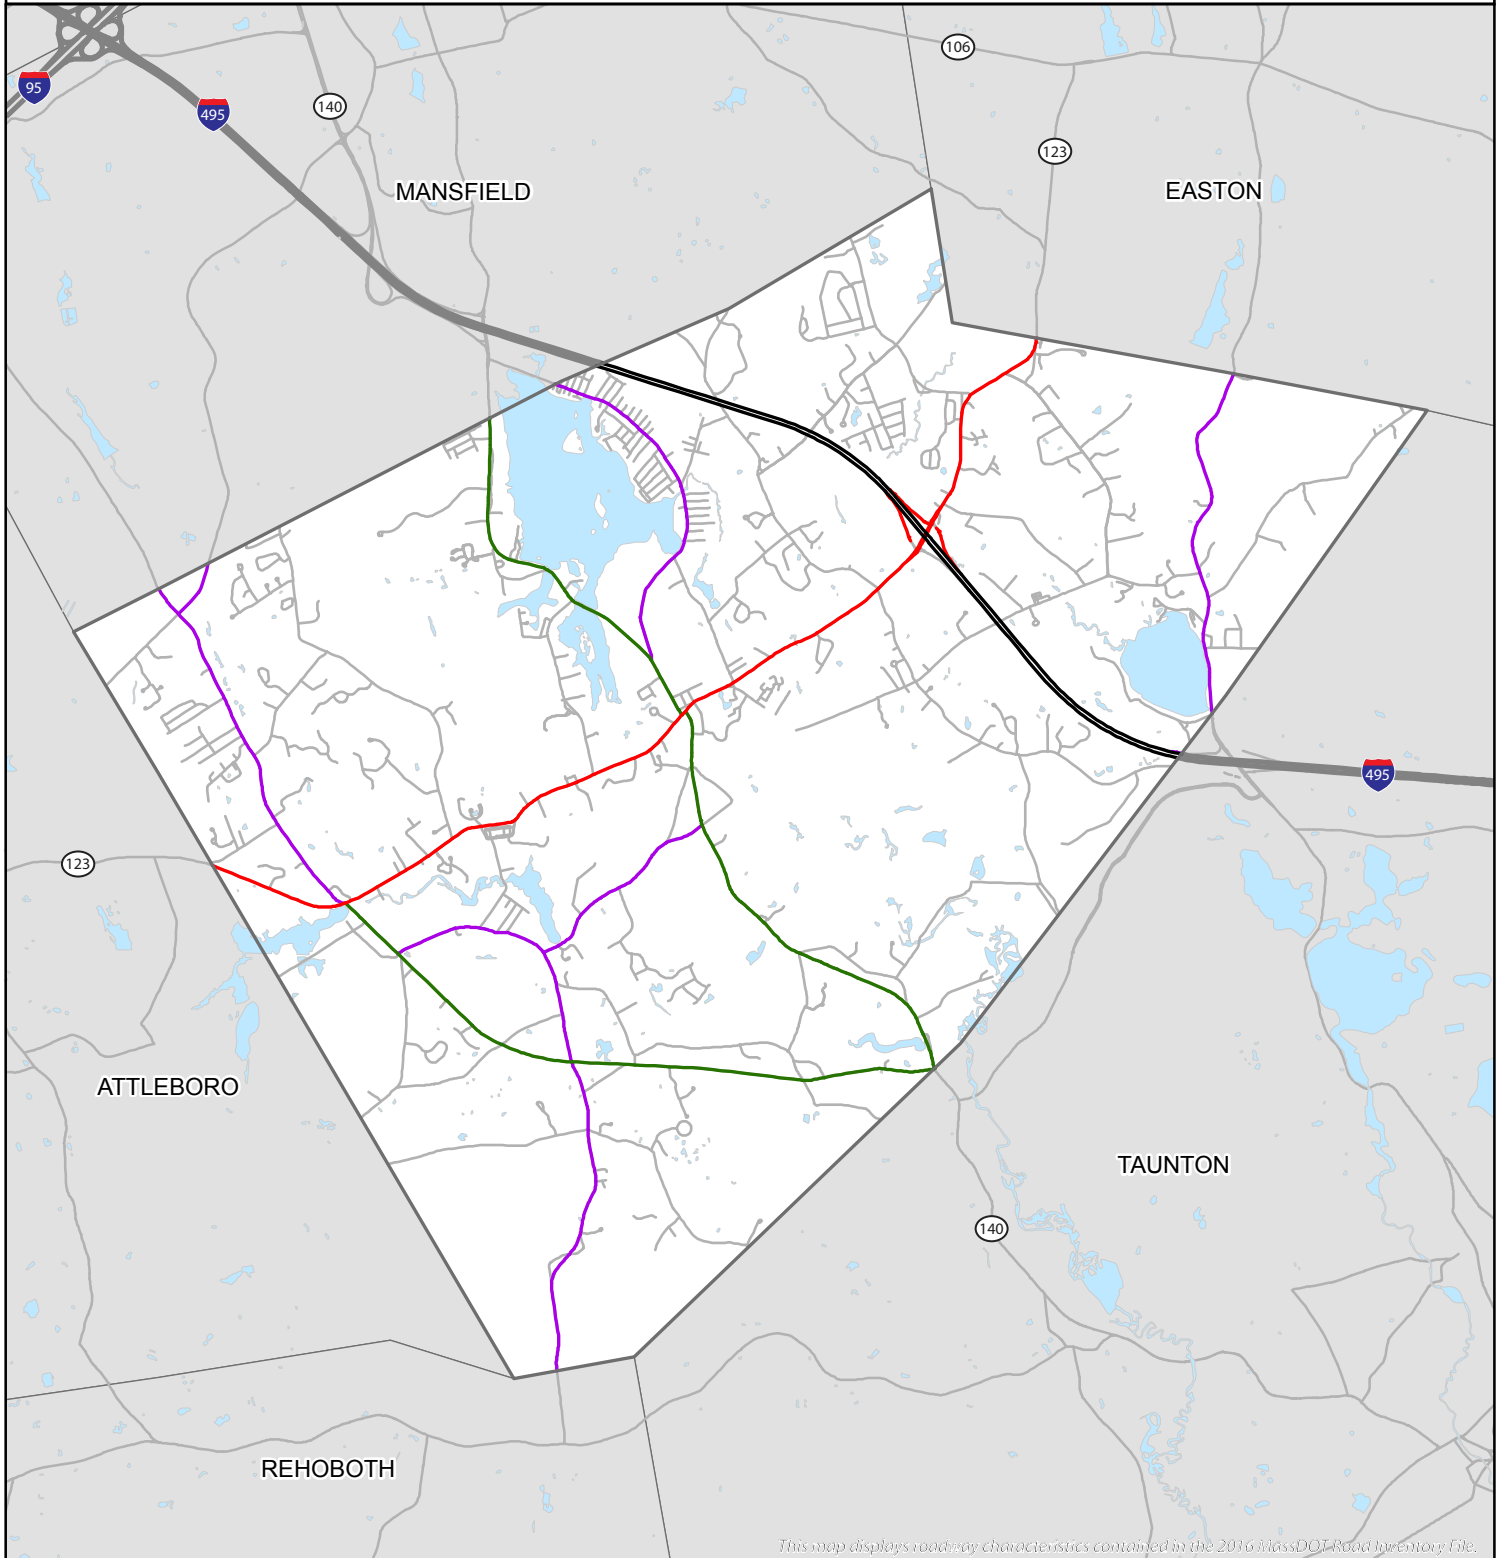 106
95
495
140
123
MANSFIELD
EASTON
495
123
ATTLEBORO
TAUNTON
140
REHOBOTH
This map displays roadway characteristics contained in the 2016 MassDOT Road Inventory File.